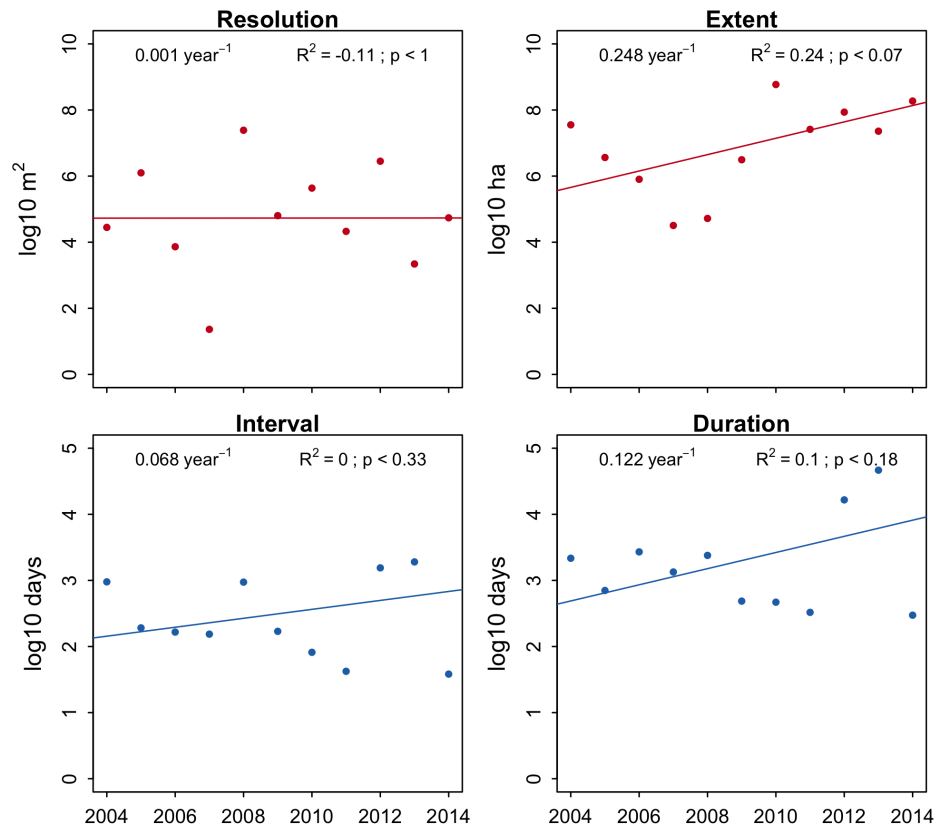 Resolution
0.001 year⁻¹
R² = -0.11 ; p < 1
10
8
6
4
2
0
log10 m²
Extent
0.248 year⁻¹
R² = 0.24 ; p < 0.07
10
8
6
4
2
0
log10 ha
Interval
0.068 year⁻¹
R² = 0 ; p < 0.33
5
4
3
2
1
0
log10 days
2004 2006 2008 2010 2012 2014
Duration
0.122 year⁻¹
R² = 0.1 ; p < 0.18
5
4
3
2
1
0
log10 days
2004 2006 2008 2010 2012 2014